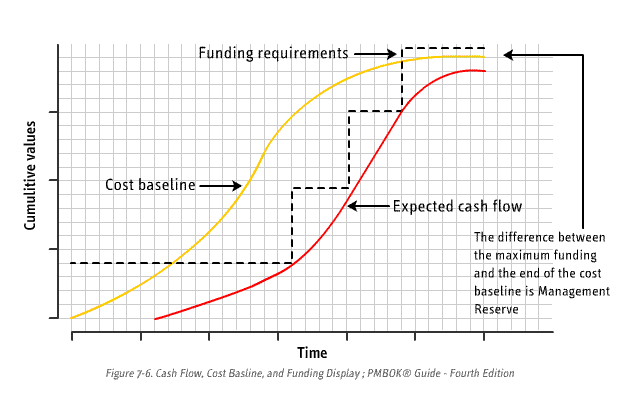 Funding requirements
Cost baseline
Expected cash flow
Cumulitive values
The difference between
the maximum funding
and the end of the cost
baseline is Management
Reserve
Time
Figure 7-6. Cash Flow, Cost Basline, and Funding Display ; PMBOK® Guide - Fourth Edition